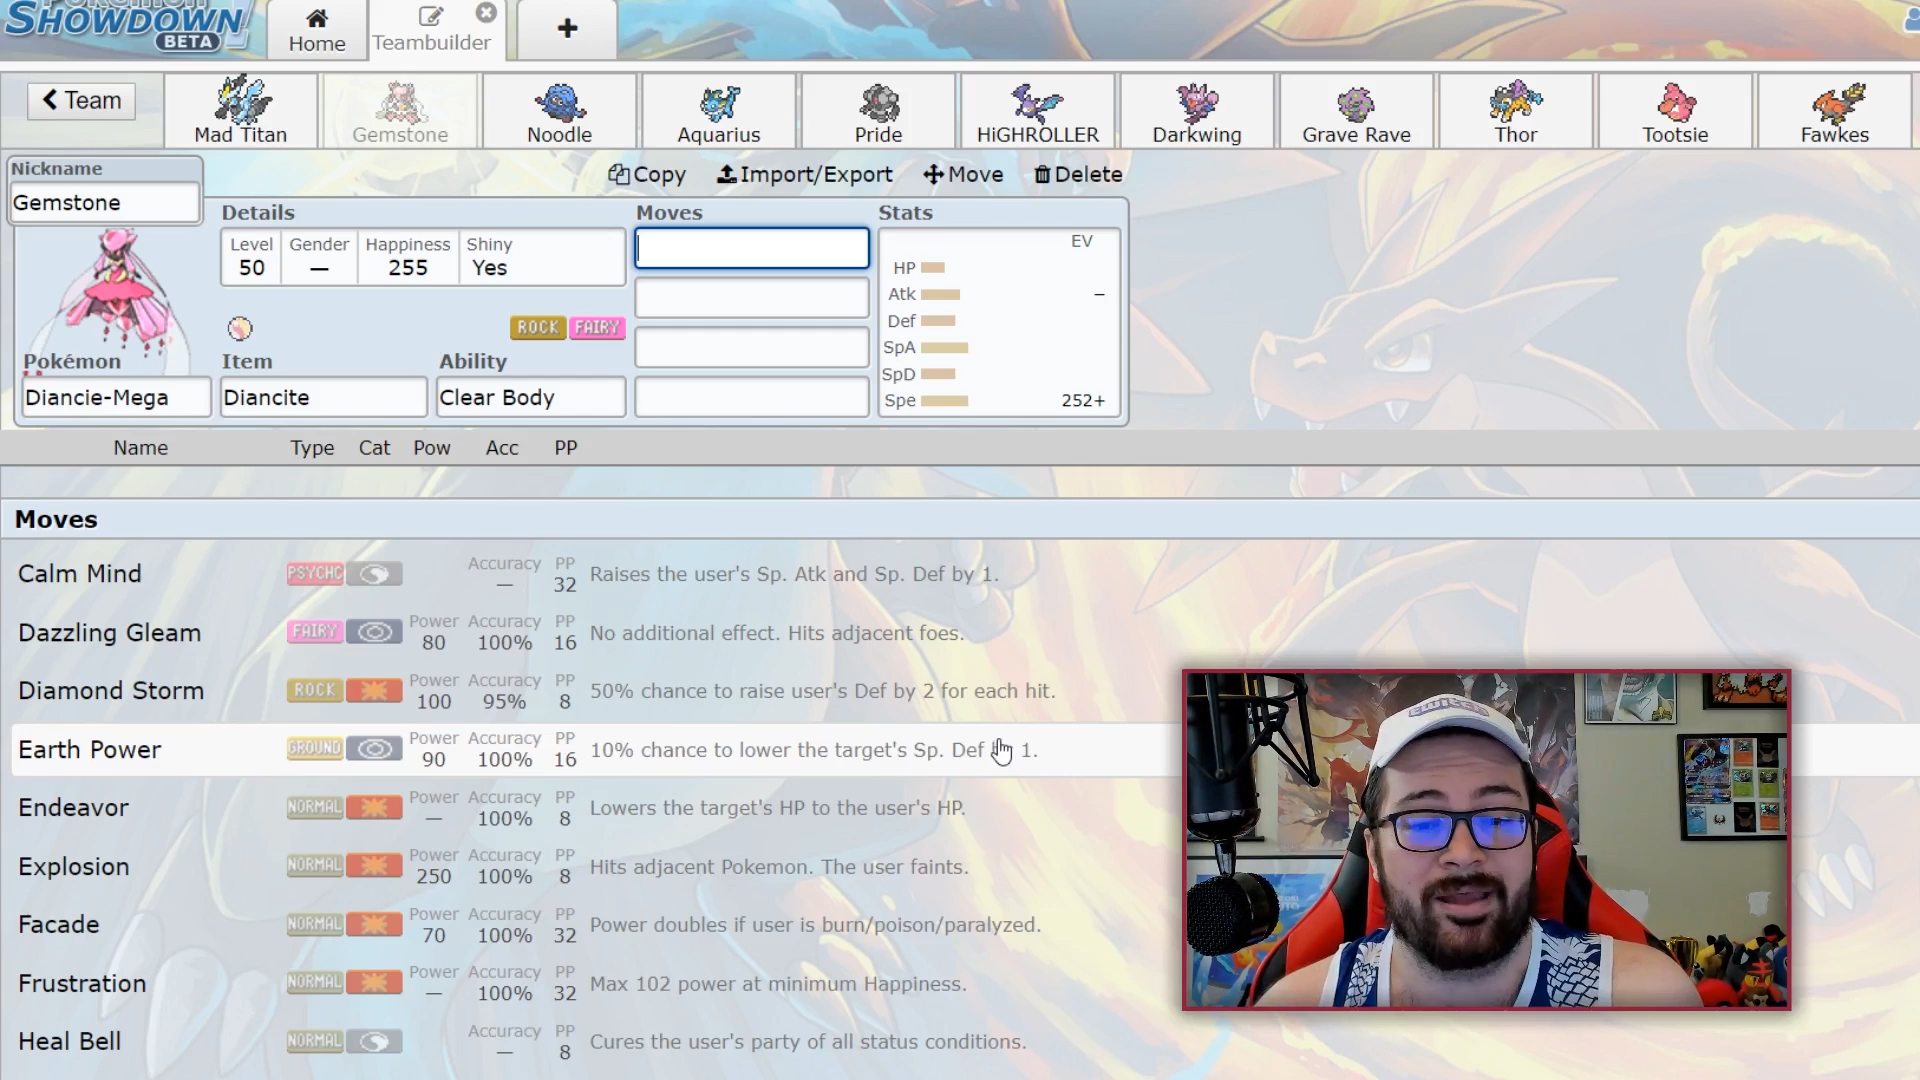 Pokémon
SHOWDOWN
BETA
Home
Teambuilder
+
Team
Mad Titan
Gemstone
Noodle
Aquarius
Pride
HiGHROLLER
Darkwing
Grave Rave
Thor
Tootsie
Fawkes
Nickname
Gemstone
Copy
Import/Export
Move
Delete
Details
Level Gender Happiness Shiny
50 — 255 Yes
ROCK FAIRY
Pokémon
Diancie-Mega
Item
Diancite
Ability
Clear Body
Moves
Stats
EV
HP
Atk –
Def
SpA
SpD
Spe 252+
Name Type Cat Pow Acc PP
Moves
Calm Mind PSYCHC Accuracy — PP 32 Raises the user's Sp. Atk and Sp. Def by 1.
Dazzling Gleam FAIRY Power 80 Accuracy 100% PP 16 No additional effect. Hits adjacent foes.
Diamond Storm ROCK Power 100 Accuracy 95% PP 8 50% chance to raise user's Def by 2 for each hit.
Earth Power GROUND Power 90 Accuracy 100% PP 16 10% chance to lower the target's Sp. Def 1.
Endeavor NORMAL Power — Accuracy 100% PP 8 Lowers the target's HP to the user's HP.
Explosion NORMAL Power 250 Accuracy 100% PP 8 Hits adjacent Pokemon. The user faints.
Facade NORMAL Power 70 Accuracy 100% PP 32 Power doubles if user is burn/poison/paralyzed.
Frustration NORMAL Power — Accuracy 100% PP 32 Max 102 power at minimum Happiness.
Heal Bell NORMAL Accuracy — PP 8 Cures the user's party of all status conditions.
twitch